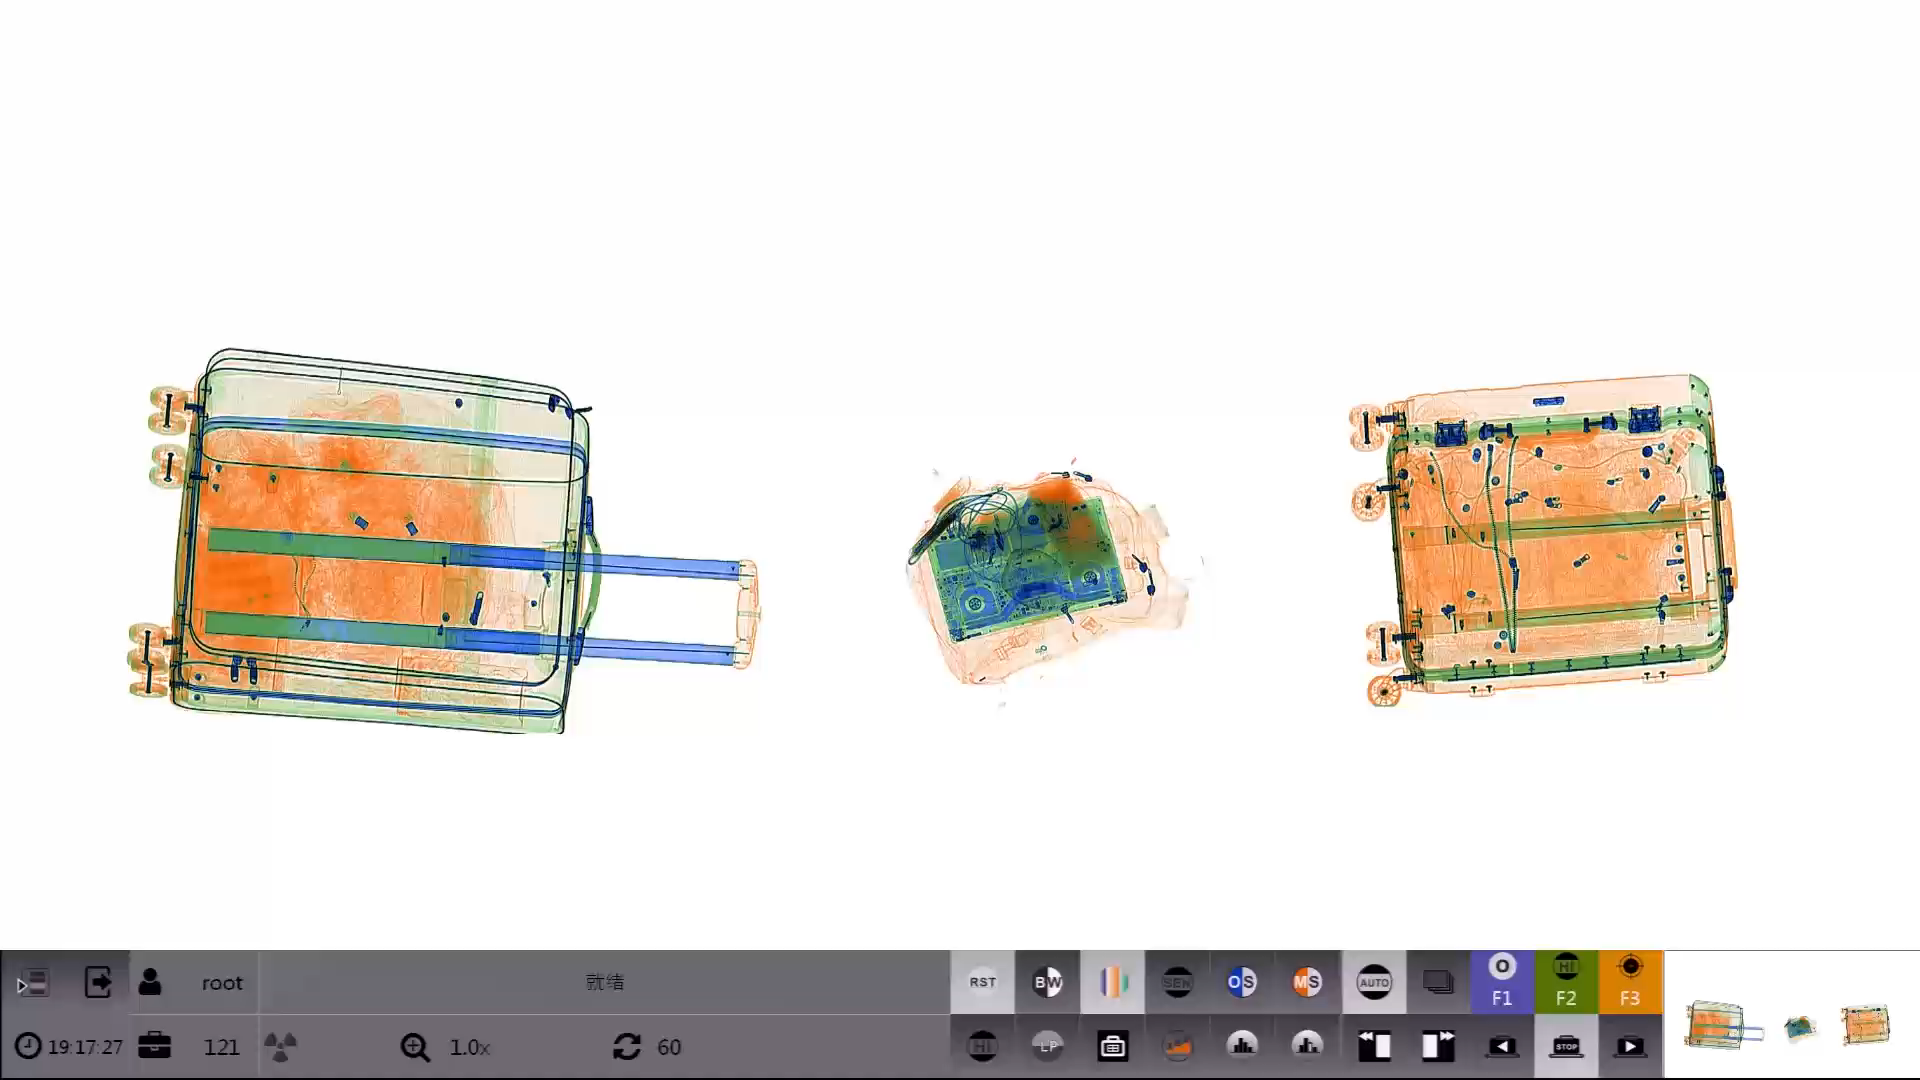 root
就绪
RST
BW
SEN
OS
MS
AUTO
F1
HI
F2
F3
19:17:27
121
1.0x
60
HI
LP
STOP